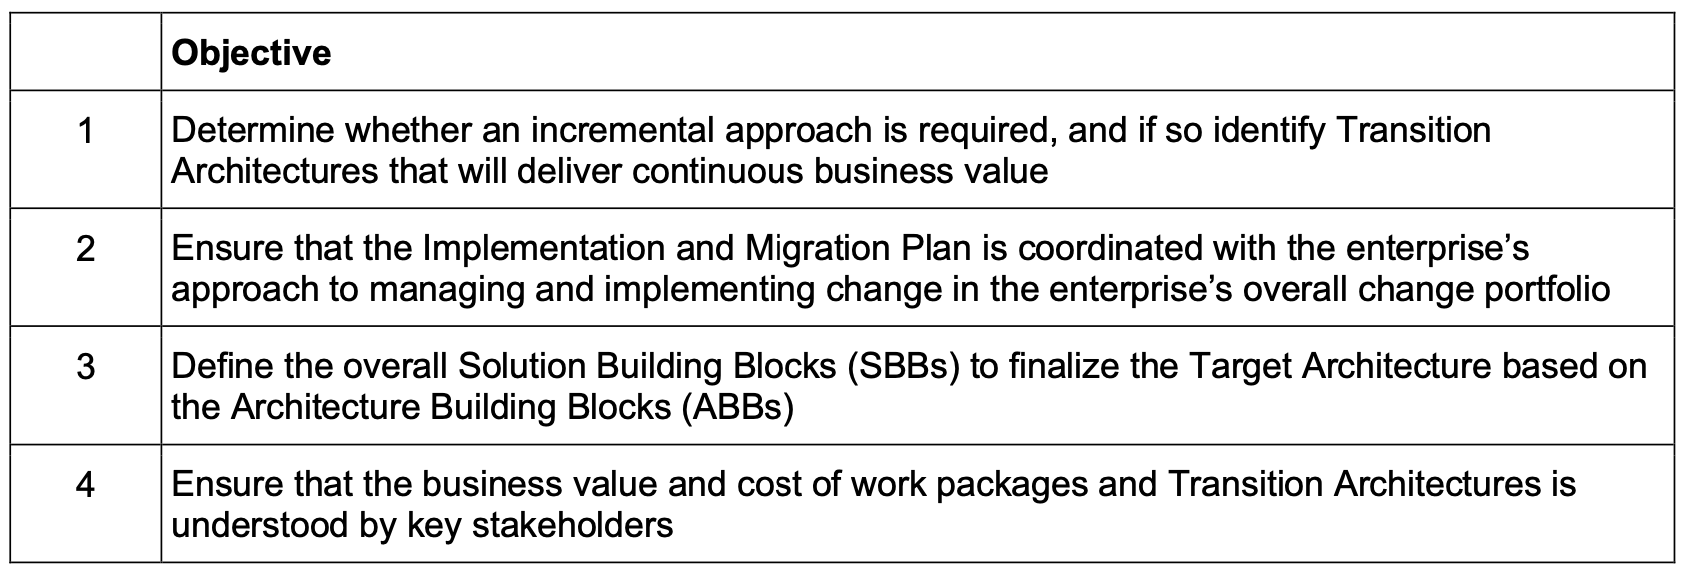 Objective
1
Determine whether an incremental approach is required, and if so identify Transition
Architectures that will deliver continuous business value
2
Ensure that the Implementation and Migration Plan is coordinated with the enterprise’s
approach to managing and implementing change in the enterprise’s overall change portfolio
3
Define the overall Solution Building Blocks (SBBs) to finalize the Target Architecture based on
the Architecture Building Blocks (ABBs)
4
Ensure that the business value and cost of work packages and Transition Architectures is
understood by key stakeholders